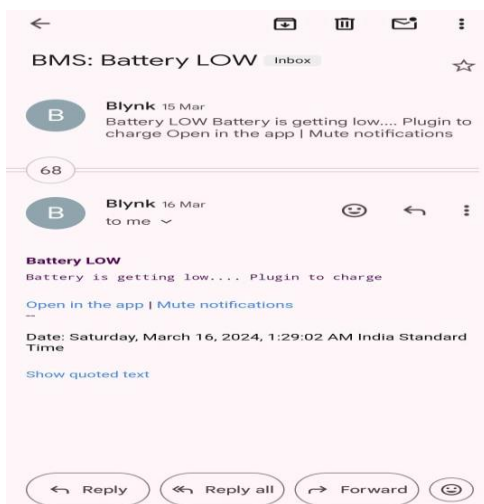 BMS: Battery LOW Inbox
B
Blynk 15 Mar
Battery LOW Battery is getting low.... Plugin to
charge Open in the app | Mute notifications
68
B
Blynk 16 Mar
to me
Battery LOW
Battery is getting low.... Plugin to charge
Open in the app | Mute notifications
--
Date: Saturday, March 16, 2024, 1:29:02 AM India Standard
Time
Show quoted text
Reply Reply all Forward